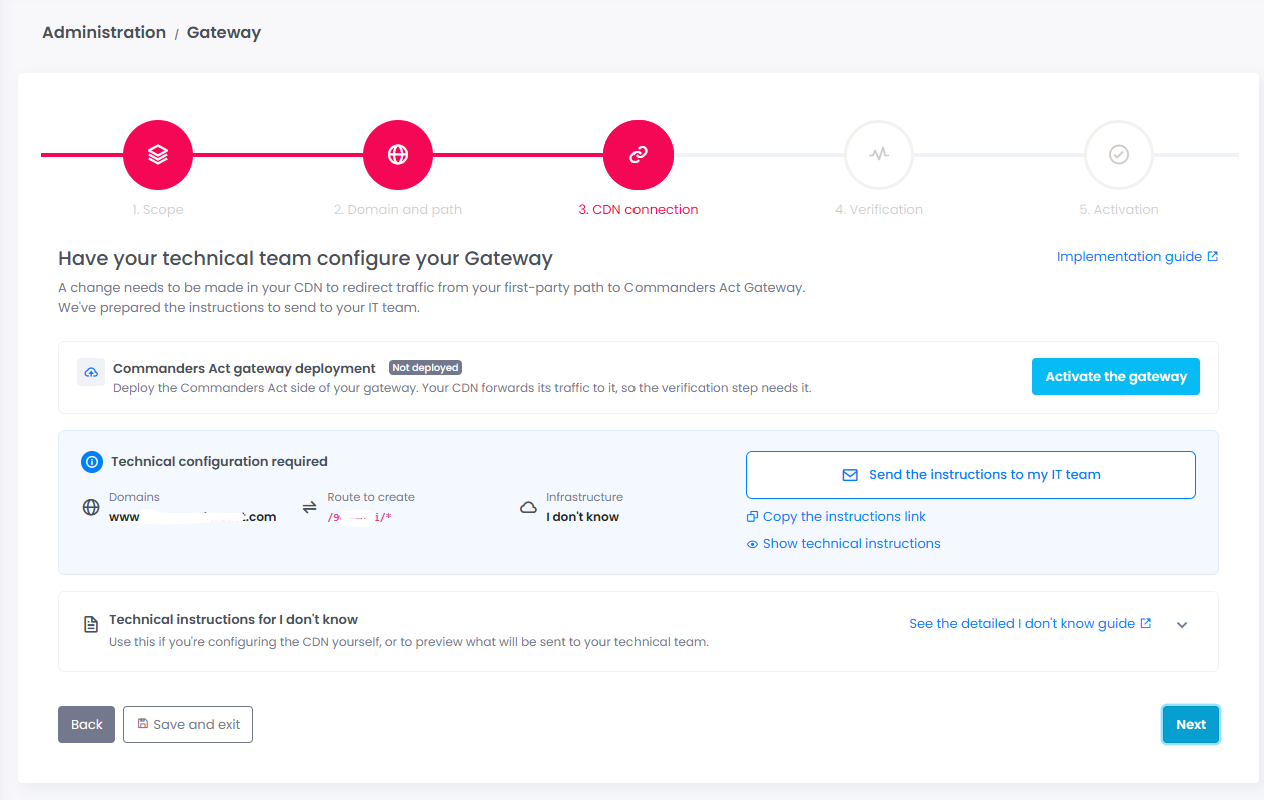 Administration / Gateway
1. Scope
2. Domain and path
3. CDN connection
4. Verification
5. Activation
Have your technical team configure your Gateway
Implementation guide
A change needs to be made in your CDN to redirect traffic from your first-party path to Commanders Act Gateway.
We've prepared the instructions to send to your IT team.
Commanders Act gateway deployment Not deployed
Deploy the Commanders Act side of your gateway. Your CDN forwards its traffic to it, so the verification step needs it.
Activate the gateway
Technical configuration required
Domains
www .com
Route to create
/9 i/*
Infrastructure
I don't know
Send the instructions to my IT team
Copy the instructions link
Show technical instructions
Technical instructions for I don't know
Use this if you're configuring the CDN yourself, or to preview what will be sent to your technical team.
See the detailed I don't know guide
Back
Save and exit
Next